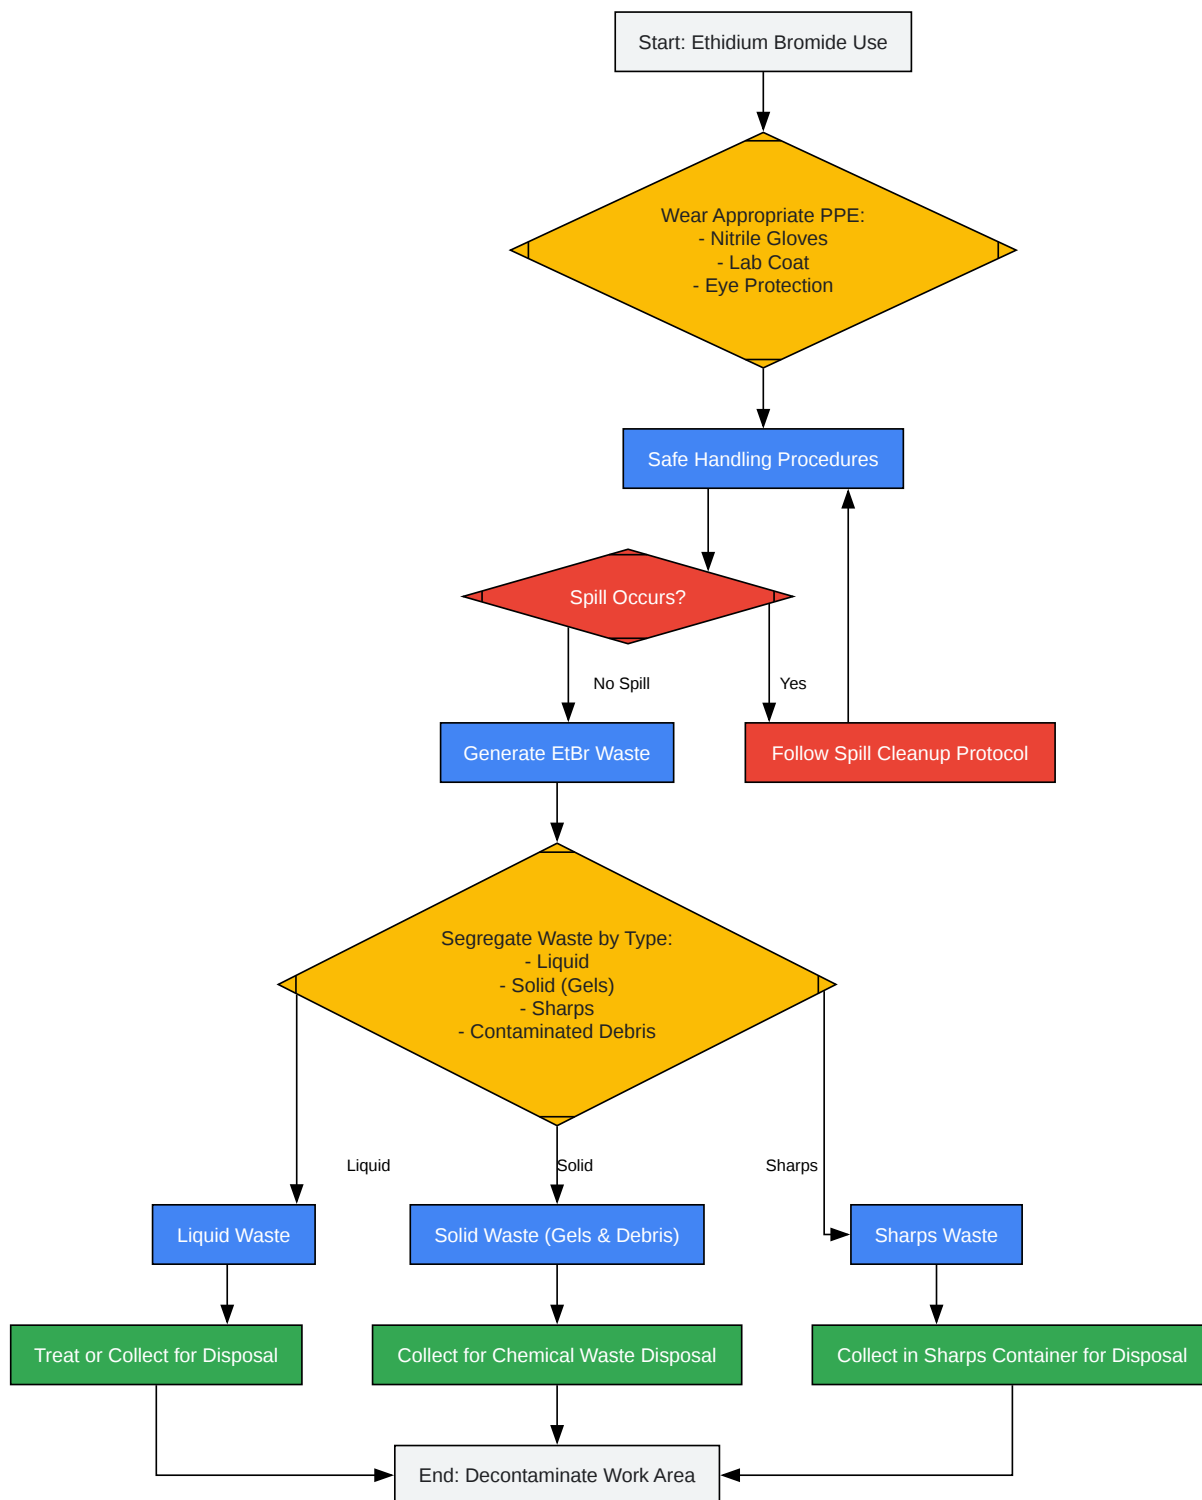 Start: Ethidium Bromide Use
Wear Appropriate PPE:
- Nitrile Gloves
- Lab Coat
- Eye Protection
Safe Handling Procedures
Spill Occurs?
No Spill
Yes
Generate EtBr Waste
Follow Spill Cleanup Protocol
Segregate Waste by Type:
- Liquid
- Solid (Gels)
- Sharps
- Contaminated Debris
Liquid
Solid
Sharps
Liquid Waste
Solid Waste (Gels & Debris)
Sharps Waste
Treat or Collect for Disposal
Collect for Chemical Waste Disposal
Collect in Sharps Container for Disposal
End: Decontaminate Work Area